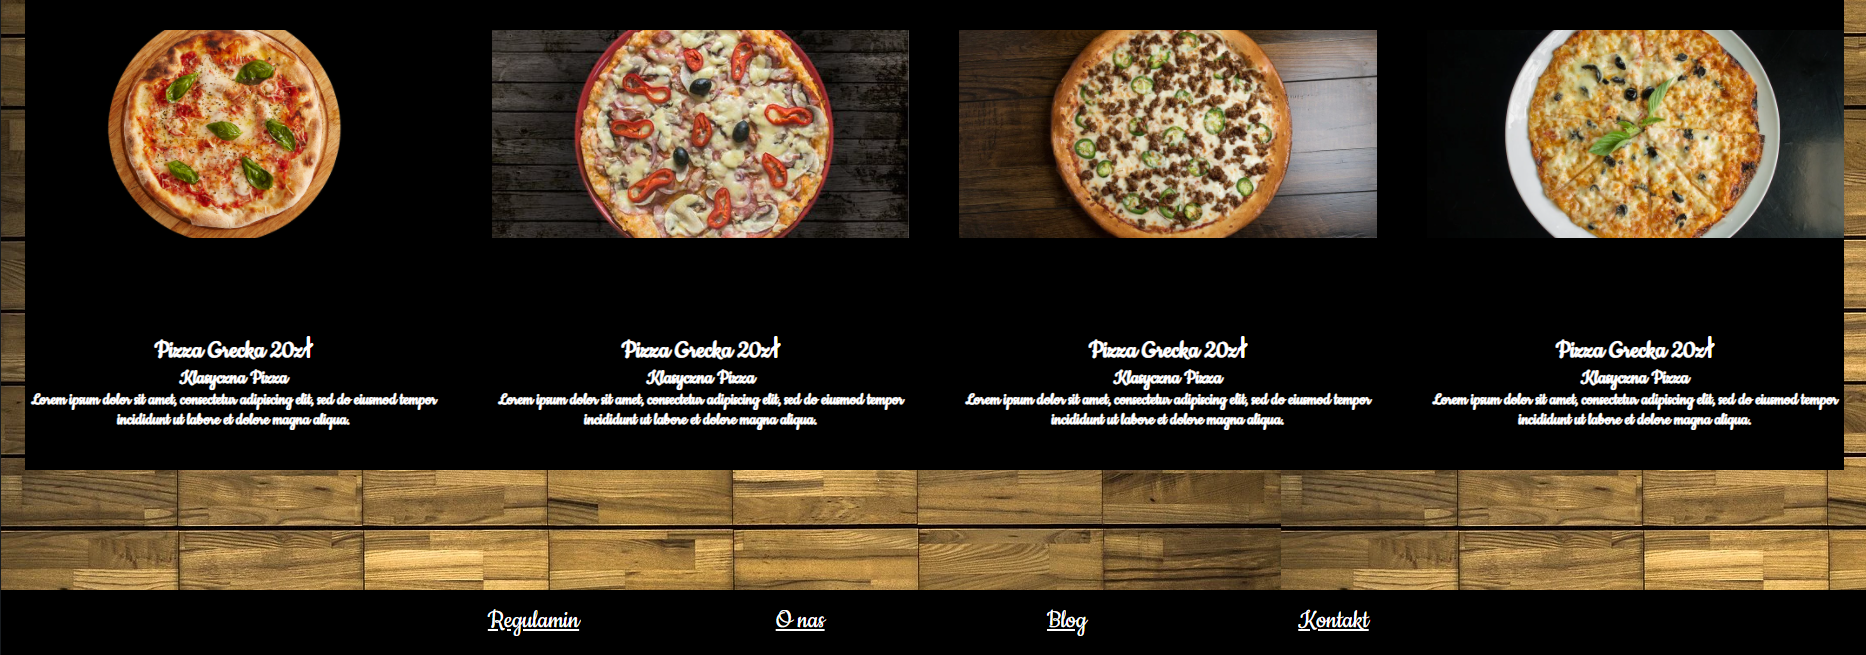 Pizza Grecka 20zł
Klasyczna Pizza
Lorem ipsum dolor sit amet, consectetur adipiscing elit, sed do eiusmod tempor
incididunt ut labore et dolore magna aliqua.
Pizza Grecka 20zł
Klasyczna Pizza
Lorem ipsum dolor sit amet, consectetur adipiscing elit, sed do eiusmod tempor
incididunt ut labore et dolore magna aliqua.
Pizza Grecka 20zł
Klasyczna Pizza
Lorem ipsum dolor sit amet, consectetur adipiscing elit, sed do eiusmod tempor
incididunt ut labore et dolore magna aliqua.
Pizza Grecka 20zł
Klasyczna Pizza
Lorem ipsum dolor sit amet, consectetur adipiscing elit, sed do eiusmod tempor
incididunt ut labore et dolore magna aliqua.
Regulamin
O nas
Blog
Kontakt